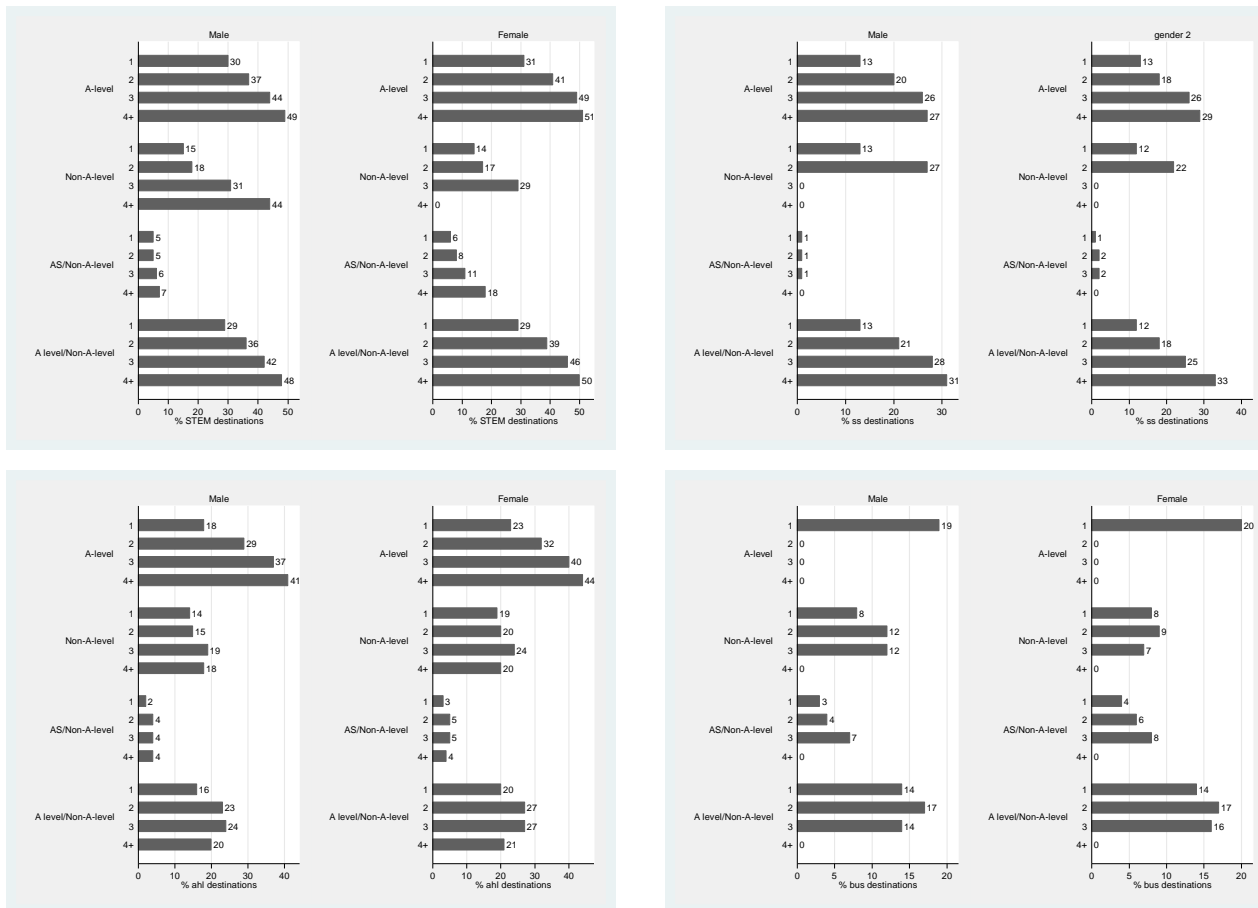 Male
Female
A-level
1 30
2 37
3 44
4+ 49
Non-A-level
1 15
2 18
3 31
4+ 44
AS/Non-A-level
1 5
2 5
3 6
4+ 7
A level/Non-A-level
1 29
2 36
3 42
4+ 48
0 10 20 30 40 50
% STEM destinations
A-level
1 31
2 41
3 49
4+ 51
Non-A-level
1 14
2 17
3 29
4+ 0
AS/Non-A-level
1 6
2 8
3 11
4+ 18
A level/Non-A-level
1 29
2 39
3 46
4+ 50
0 10 20 30 40 50
% STEM destinations
Male
gender 2
A-level
1 13
2 20
3 26
4+ 27
Non-A-level
1 13
2 27
3 0
4+ 0
AS/Non-A-level
1 1
2 1
3 1
4+ 0
A level/Non-A-level
1 13
2 21
3 28
4+ 31
0 10 20 30
% ss destinations
A-level
1 13
2 18
3 26
4+ 29
Non-A-level
1 12
2 22
3 0
4+ 0
AS/Non-A-level
1 1
2 2
3 2
4+ 0
A level/Non-A-level
1 12
2 18
3 25
4+ 33
0 10 20 30 40
% ss destinations
Male
Female
A-level
1 18
2 29
3 37
4+ 41
Non-A-level
1 14
2 15
3 19
4+ 18
AS/Non-A-level
1 2
2 4
3 4
4+ 4
A level/Non-A-level
1 16
2 23
3 24
4+ 20
0 10 20 30 40
% ahl destinations
A-level
1 23
2 32
3 40
4+ 44
Non-A-level
1 19
2 20
3 24
4+ 20
AS/Non-A-level
1 3
2 5
3 5
4+ 4
A level/Non-A-level
1 20
2 27
3 27
4+ 21
0 10 20 30 40
% ahl destinations
Male
Female
A-level
1 19
2 0
3 0
4+ 0
Non-A-level
1 8
2 12
3 12
4+ 0
AS/Non-A-level
1 3
2 4
3 7
4+ 0
A level/Non-A-level
1 14
2 17
3 14
4+ 0
0 5 10 15 20
% bus destinations
A-level
1 20
2 0
3 0
4+ 0
Non-A-level
1 8
2 9
3 7
4+ 0
AS/Non-A-level
1 4
2 6
3 8
4+ 0
A level/Non-A-level
1 14
2 17
3 16
4+ 0
0 5 10 15 20
% bus destinations